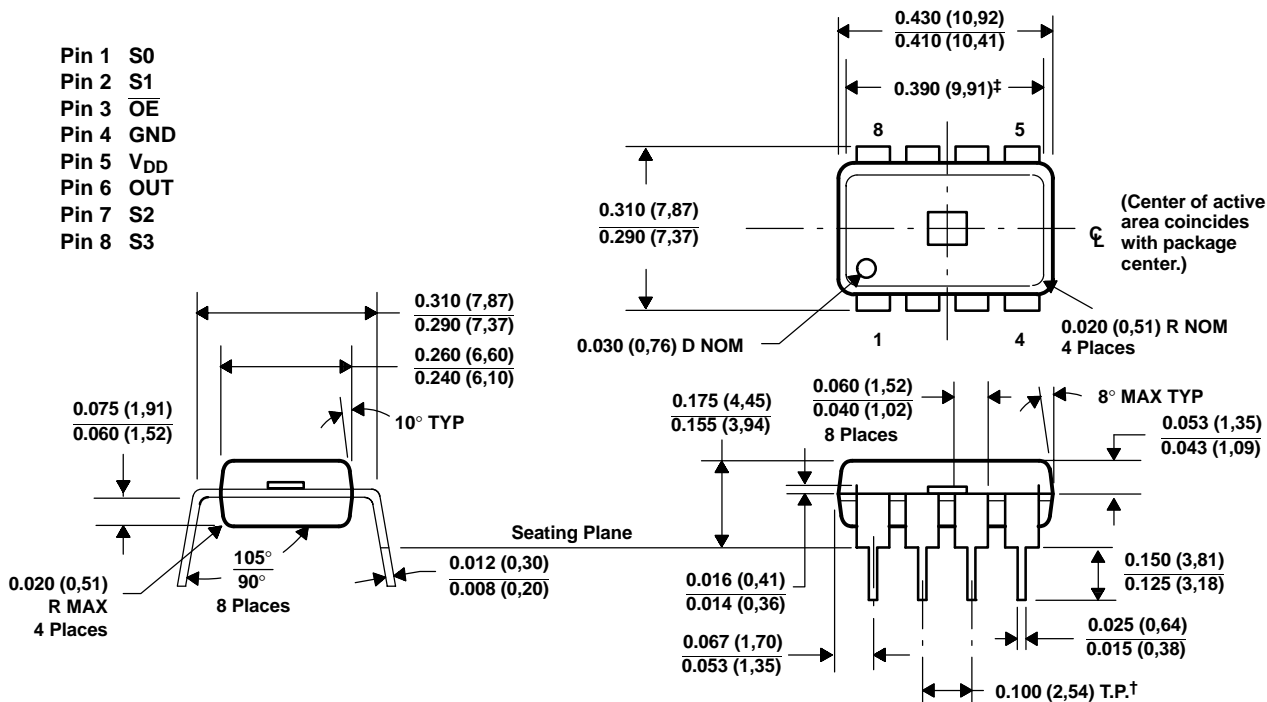 Pin 1 S0
Pin 2 S1
Pin 3 O̅E̅
Pin 4 GND
Pin 5 VDD
Pin 6 OUT
Pin 7 S2
Pin 8 S3
0.430 (10,92)
0.410 (10,41)
0.390 (9,91)‡
8
5
0.310 (7,87)
0.290 (7,37)
℄
(Center of active
area coincides
with package
center.)
0.030 (0,76) D NOM
1
4
0.020 (0,51) R NOM
4 Places
0.310 (7,87)
0.290 (7,37)
0.260 (6,60)
0.240 (6,10)
0.075 (1,91)
0.060 (1,52)
10° TYP
0.175 (4,45)
0.155 (3,94)
0.060 (1,52)
0.040 (1,02)
8 Places
8° MAX TYP
0.053 (1,35)
0.043 (1,09)
Seating Plane
0.020 (0,51)
R MAX
4 Places
105°
90°
8 Places
0.012 (0,30)
0.008 (0,20)
0.016 (0,41)
0.014 (0,36)
0.150 (3,81)
0.125 (3,18)
0.067 (1,70)
0.053 (1,35)
0.025 (0,64)
0.015 (0,38)
0.100 (2,54) T.P.†